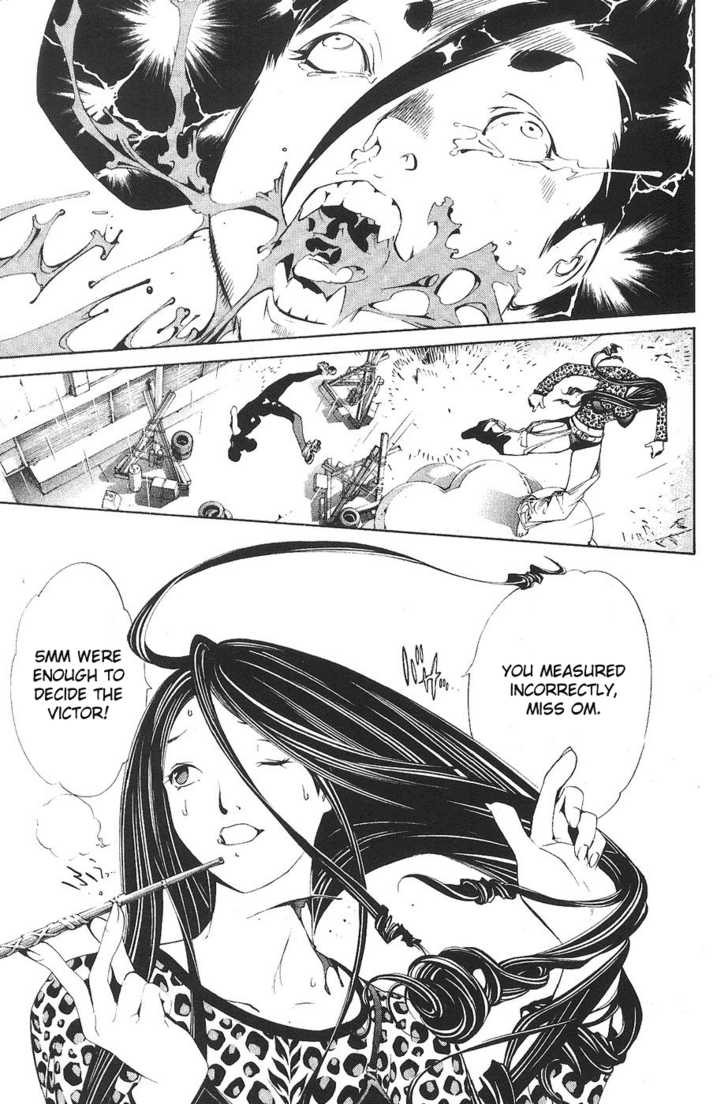 YOU MEASURED
INCORRECTLY,
MISS OM.
5MM WERE
ENOUGH TO
DECIDE THE
VICTOR!